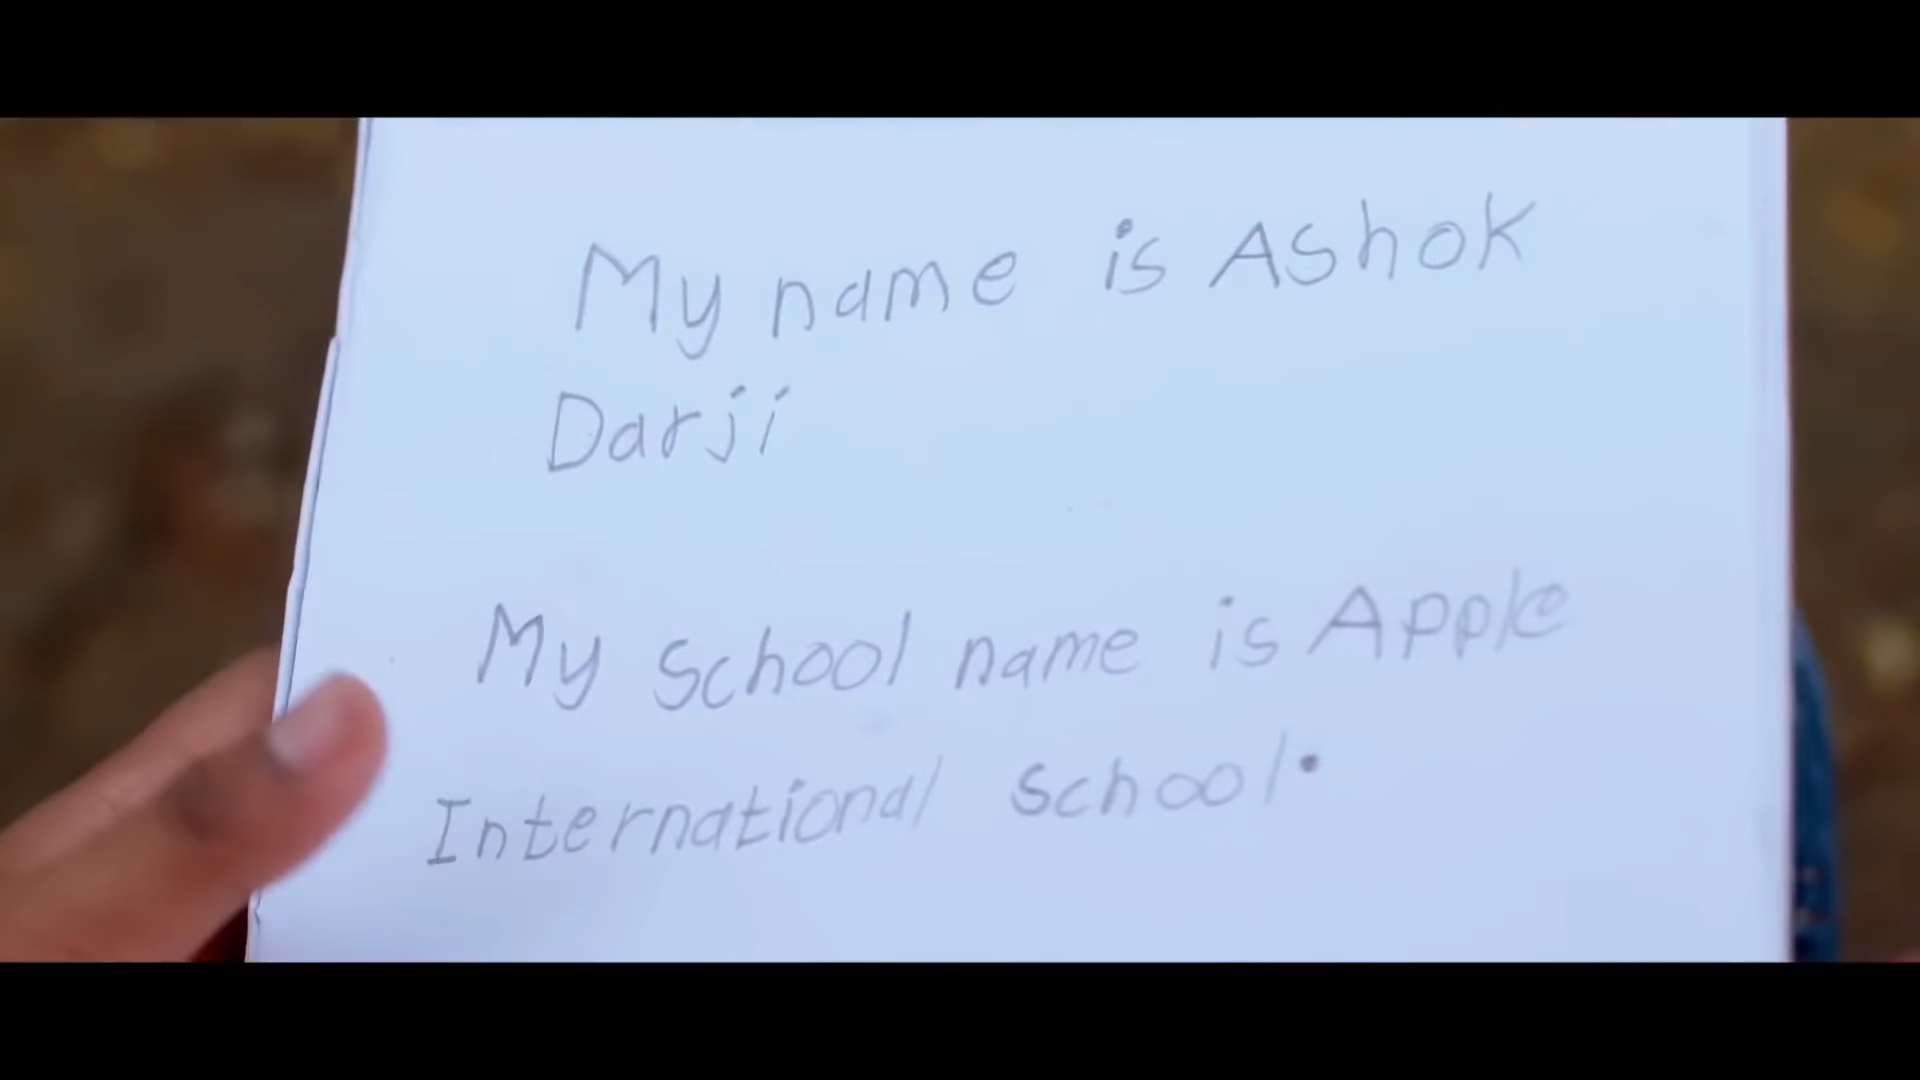 My name is Ashok
Darji
My School name is Apple
International School.